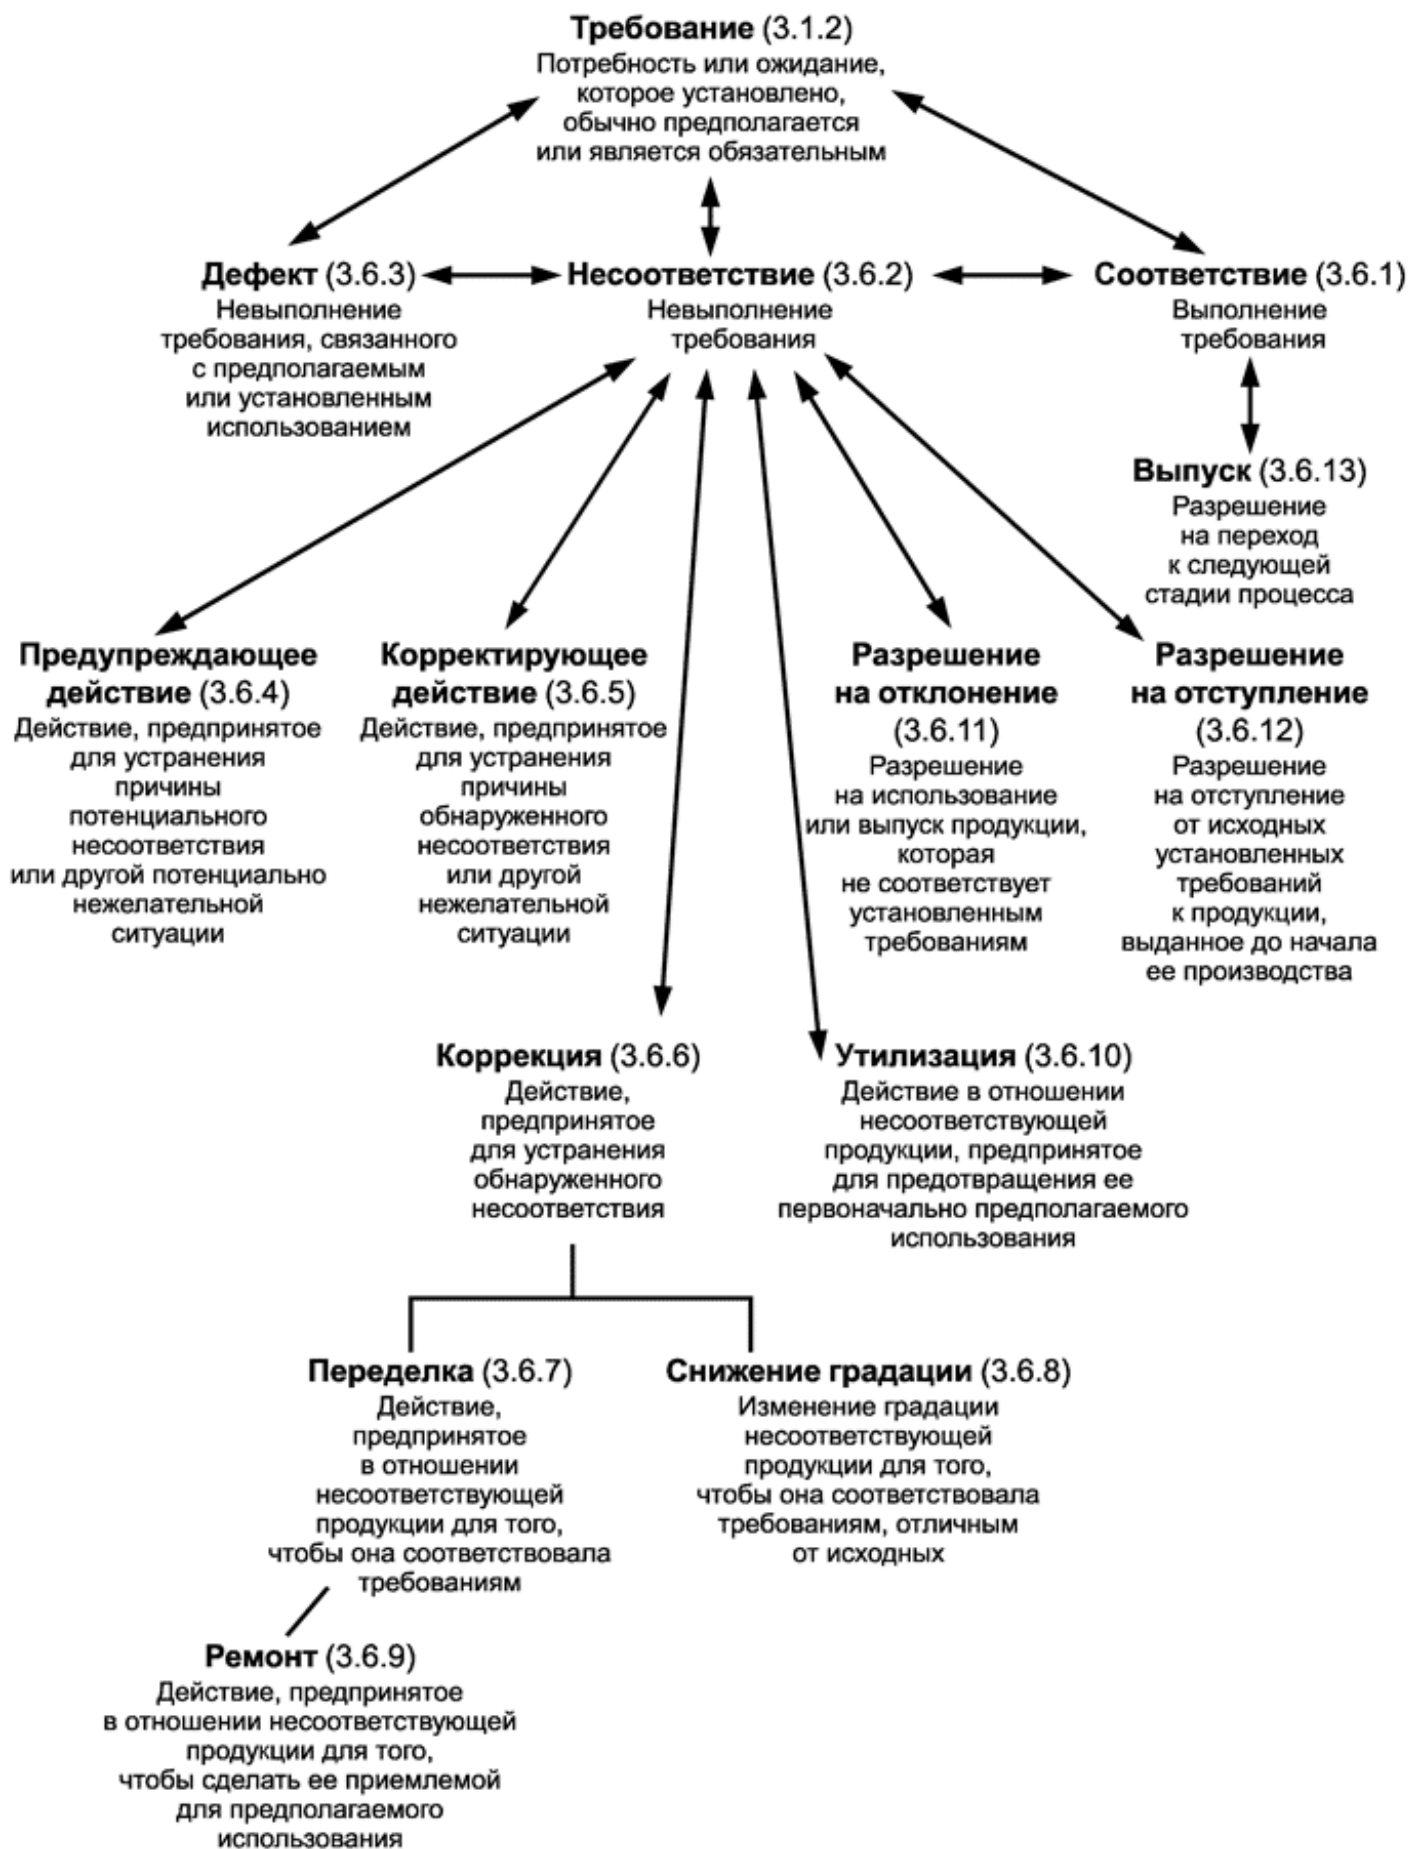 Требование (3.1.2)
Потребность или ожидание,
которое установлено,
обычно предполагается
или является обязательным
Дефект (3.6.3)
Невыполнение
требования, связанного
с предполагаемым
или установленным
использованием
Несоответствие (3.6.2)
Невыполнение
требования
Соответствие (3.6.1)
Выполнение
требования
Выпуск (3.6.13)
Разрешение
на переход
к следующей
стадии процесса
Предупреждающее
действие (3.6.4)
Действие, предпринятое
для устранения
причины
потенциального
несоответствия
или другой потенциально
нежелательной
ситуации
Корректирующее
действие (3.6.5)
Действие, предпринятое
для устранения
причины
обнаруженного
несоответствия
или другой
нежелательной
ситуации
Разрешение
на отклонение
(3.6.11)
Разрешение
на использование
или выпуск продукции,
которая
не соответствует
установленным
требованиям
Разрешение
на отступление
(3.6.12)
Разрешение
на отступление
от исходных
установленных
требований
к продукции,
выданное до начала
ее производства
Коррекция (3.6.6)
Действие,
предпринятое
для устранения
обнаруженного
несоответствия
Утилизация (3.6.10)
Действие в отношении
несоответствующей
продукции, предпринятое
для предотвращения ее
первоначально предполагаемого
использования
Переделка (3.6.7)
Действие,
предпринятое
в отношении
несоответствующей
продукции для того,
чтобы она соответствовала
требованиям
Снижение градации (3.6.8)
Изменение градации
несоответствующей
продукции для того,
чтобы она соответствовала
требованиям, отличным
от исходных
Ремонт (3.6.9)
Действие, предпринятое
в отношении несоответствующей
продукции для того,
чтобы сделать ее приемлемой
для предполагаемого
использования